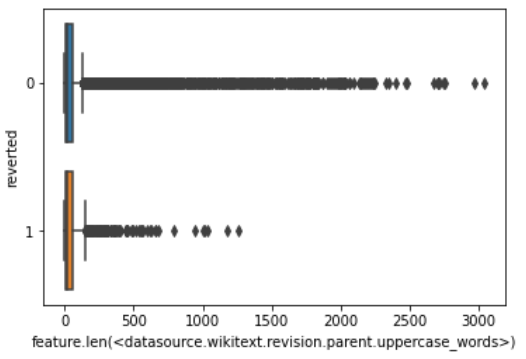 reverted
0
1
0 500 1000 1500 2000 2500 3000
feature.len(<datasource.wikitext.revision.parent.uppercase_words>)